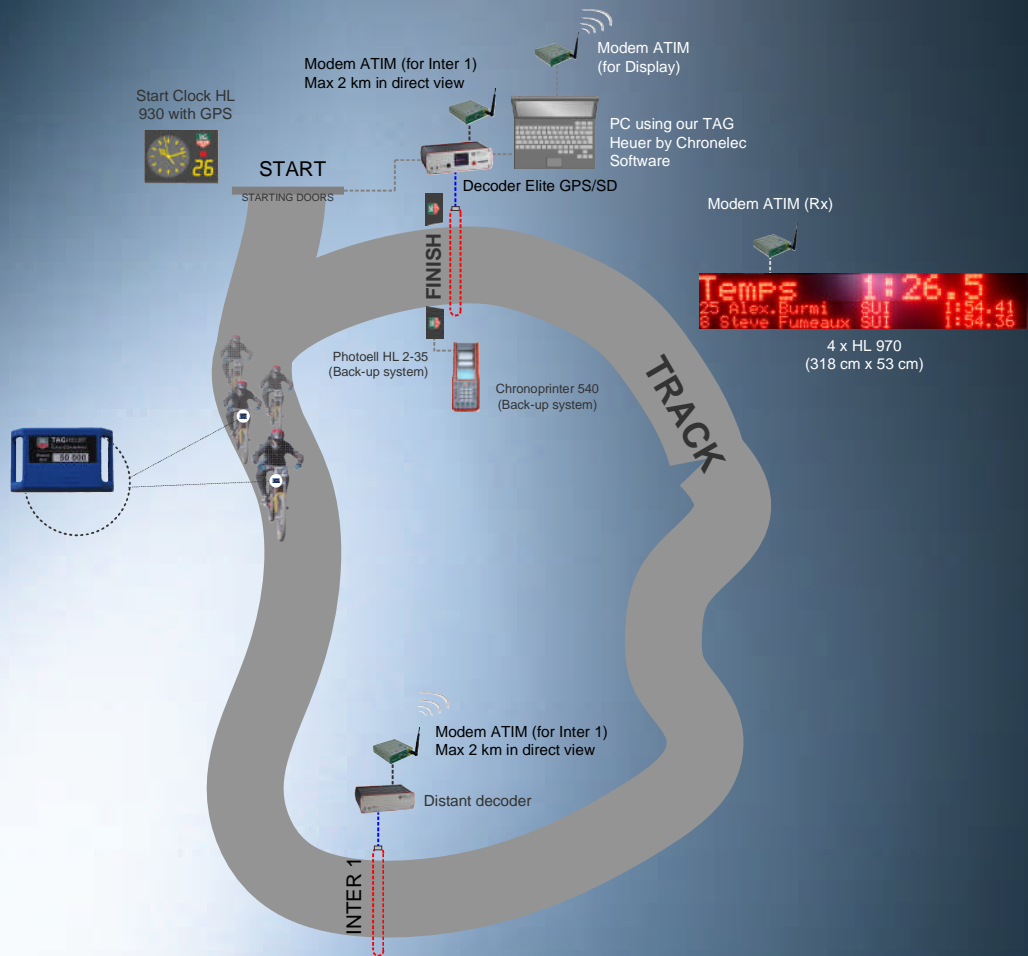 Modem ATIM
(for Display)
Modem ATIM (for Inter 1)
Max 2 km in direct view
Start Clock HL
930 with GPS
26
START
STARTING DOORS
PC using our TAG
Heuer by Chronelec
Software
Decoder Elite GPS/SD
Modem ATIM (Rx)
FINISH
Temps 1:26.5
25 Alex.Burmi SUI 1:54.41
8 Steve Fumeaux SUI 1:54.36
4 x HL 970
(318 cm x 53 cm)
Photoell HL 2-35
(Back-up system)
Chronoprinter 540
(Back-up system)
TRACK
TAGHEUER
50 000
Modem ATIM (for Inter 1)
Max 2 km in direct view
Distant decoder
INTER 1